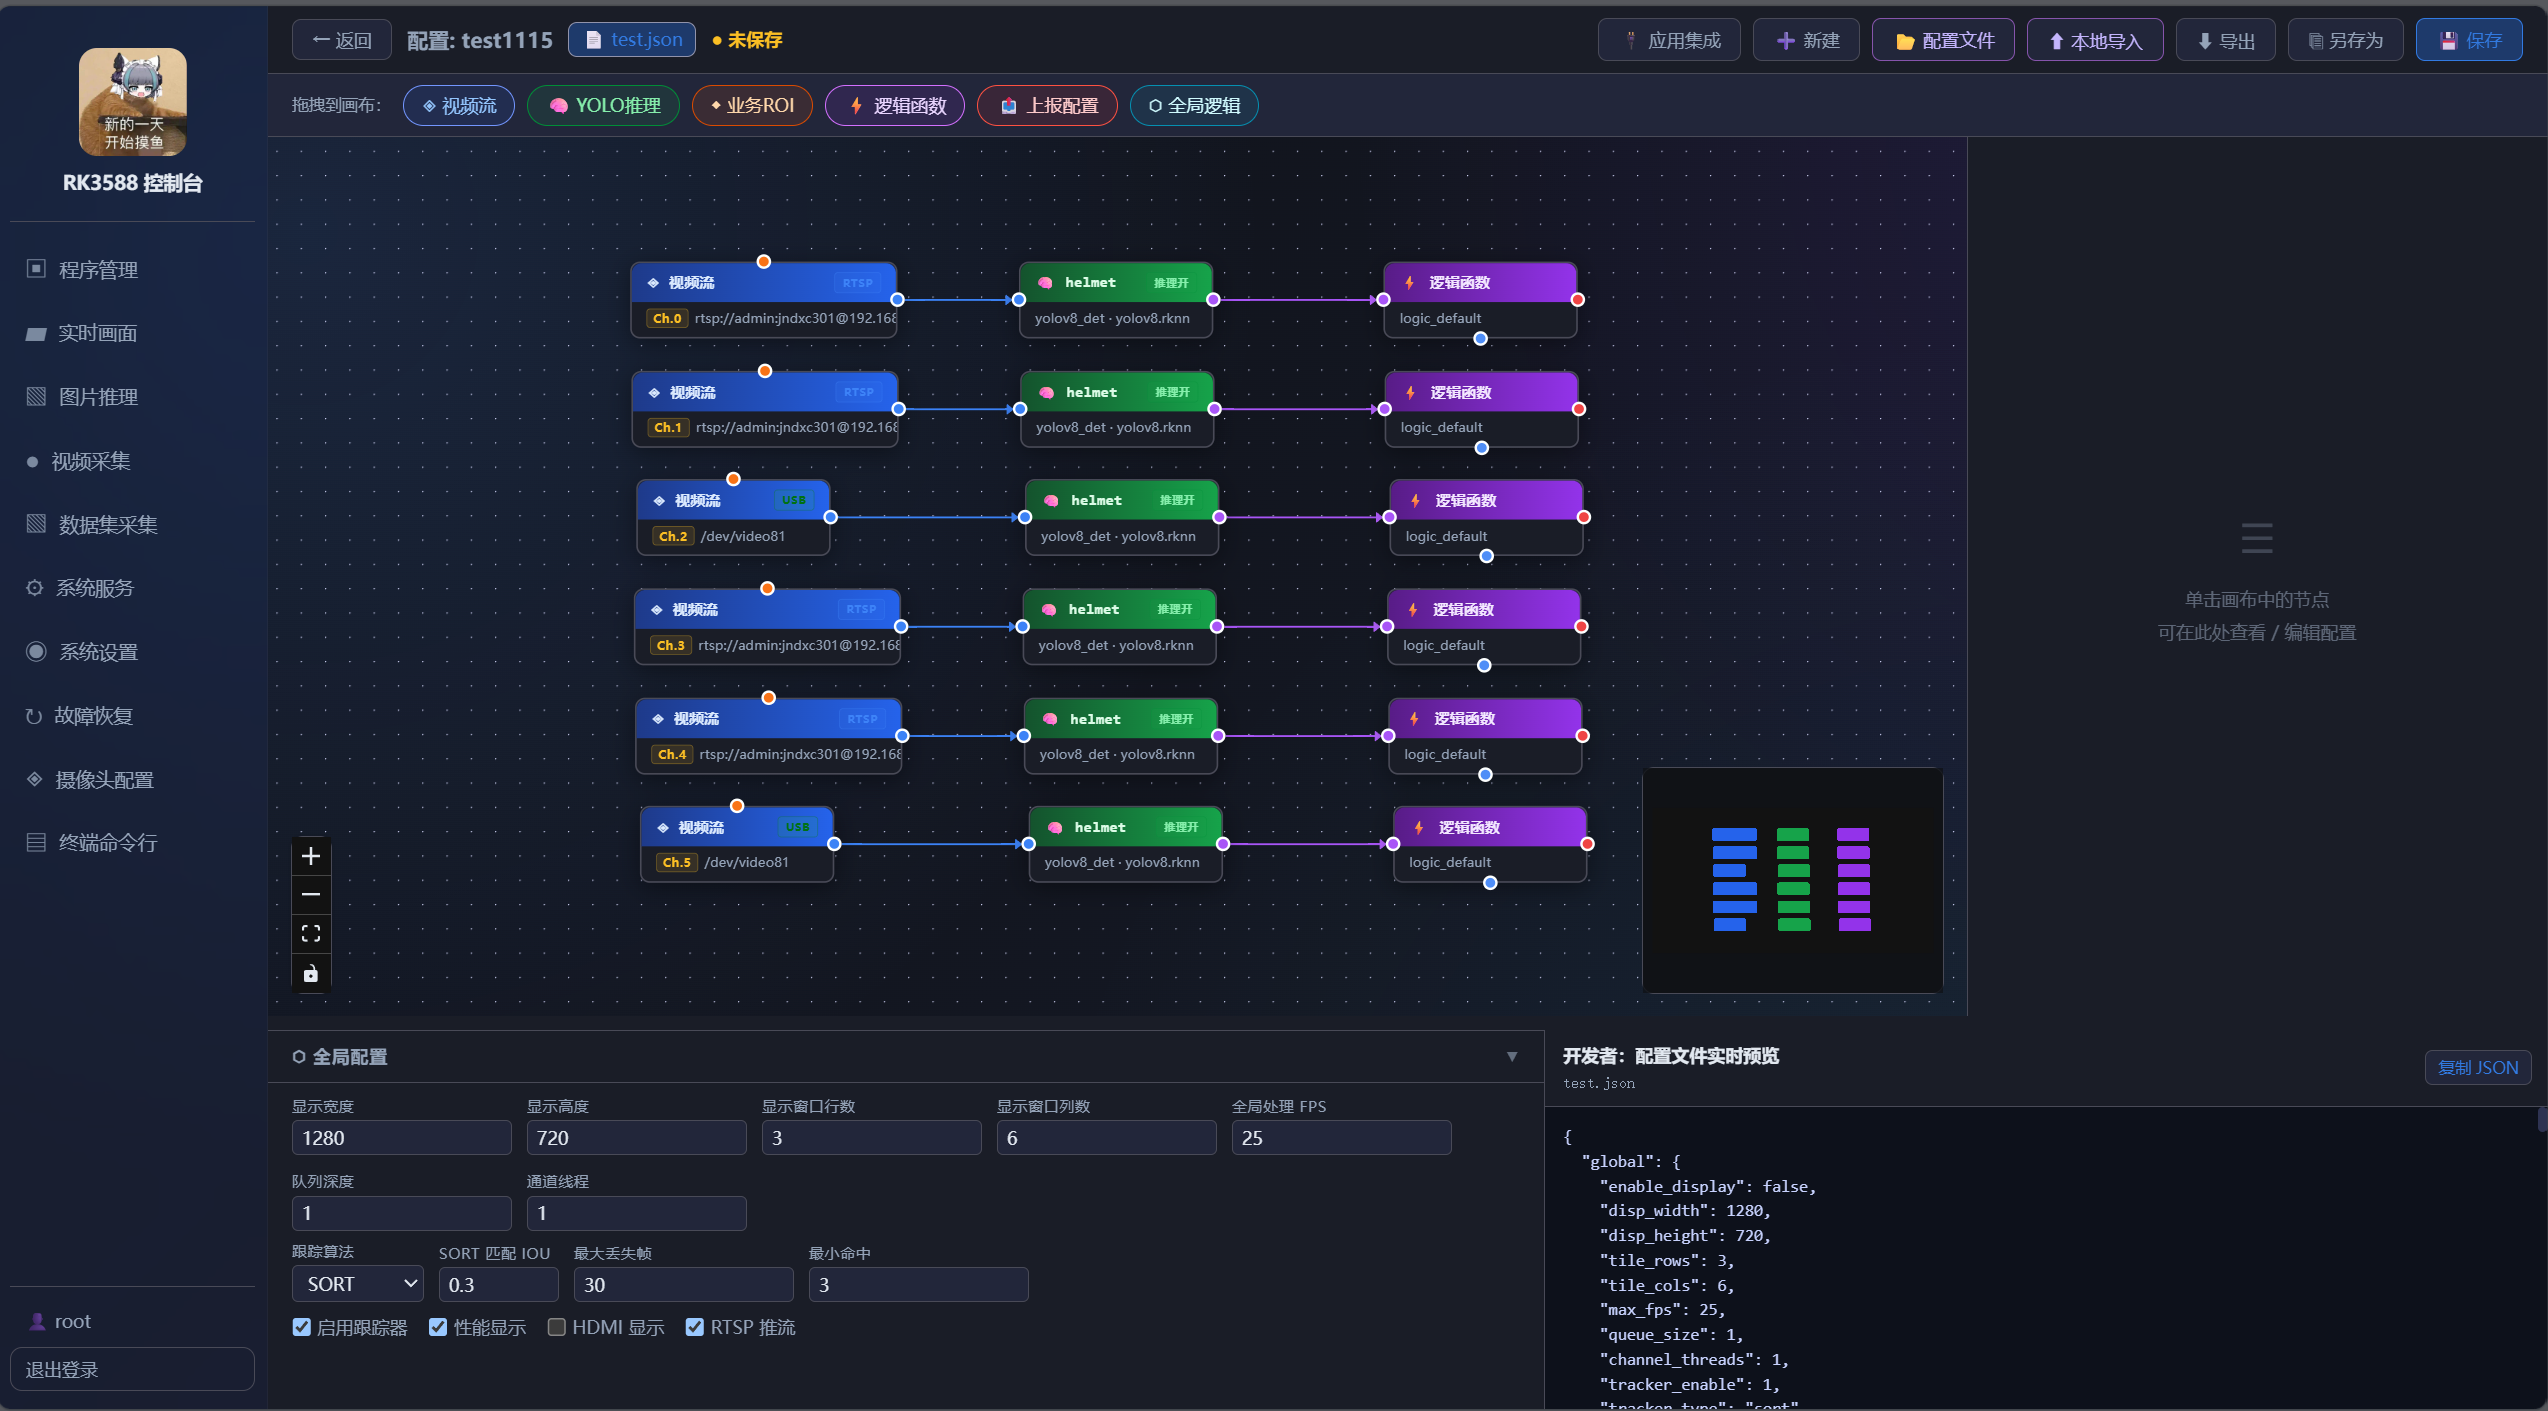 新的一天
开始摸鱼
RK3588 控制台
程序管理
实时画面
图片推理
视频采集
数据集采集
系统服务
系统设置
故障恢复
摄像头配置
终端命令行
root
退出登录
← 返回
配置: test1115
test.json
未保存
应用集成
新建
配置文件
本地导入
导出
另存为
保存
拖拽到画布:
视频流
YOLO推理
业务ROI
逻辑函数
上报配置
全局逻辑
视频流 RTSP
Ch.0 rtsp://admin:jndxc301@192.168
helmet 推理开
yolov8_det · yolov8.rknn
逻辑函数
logic_default
视频流 RTSP
Ch.1 rtsp://admin:jndxc301@192.168
helmet 推理开
yolov8_det · yolov8.rknn
逻辑函数
logic_default
视频流 USB
Ch.2 /dev/video81
helmet 推理开
yolov8_det · yolov8.rknn
逻辑函数
logic_default
视频流 RTSP
Ch.3 rtsp://admin:jndxc301@192.168
helmet 推理开
yolov8_det · yolov8.rknn
逻辑函数
logic_default
视频流 RTSP
Ch.4 rtsp://admin:jndxc301@192.168
helmet 推理开
yolov8_det · yolov8.rknn
逻辑函数
logic_default
视频流 USB
Ch.5 /dev/video81
helmet 推理开
yolov8_det · yolov8.rknn
逻辑函数
logic_default
单击画布中的节点
可在此处查看 / 编辑配置
全局配置
显示宽度
1280
显示高度
720
显示窗口行数
3
显示窗口列数
6
全局处理 FPS
25
队列深度
1
通道线程
1
跟踪算法
SORT
SORT 匹配 IOU
0.3
最大丢失帧
30
最小命中
3
启用跟踪器
性能显示
HDMI 显示
RTSP 推流
开发者: 配置文件实时预览
test.json
复制 JSON
{
"global": {
"enable_display": false,
"disp_width": 1280,
"disp_height": 720,
"tile_rows": 3,
"tile_cols": 6,
"max_fps": 25,
"queue_size": 1,
"channel_threads": 1,
"tracker_enable": 1,
"tracker_type": "sort"